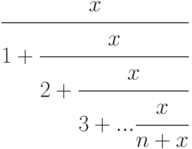 x
1 + x
2 + x
3 + ... x
n + x